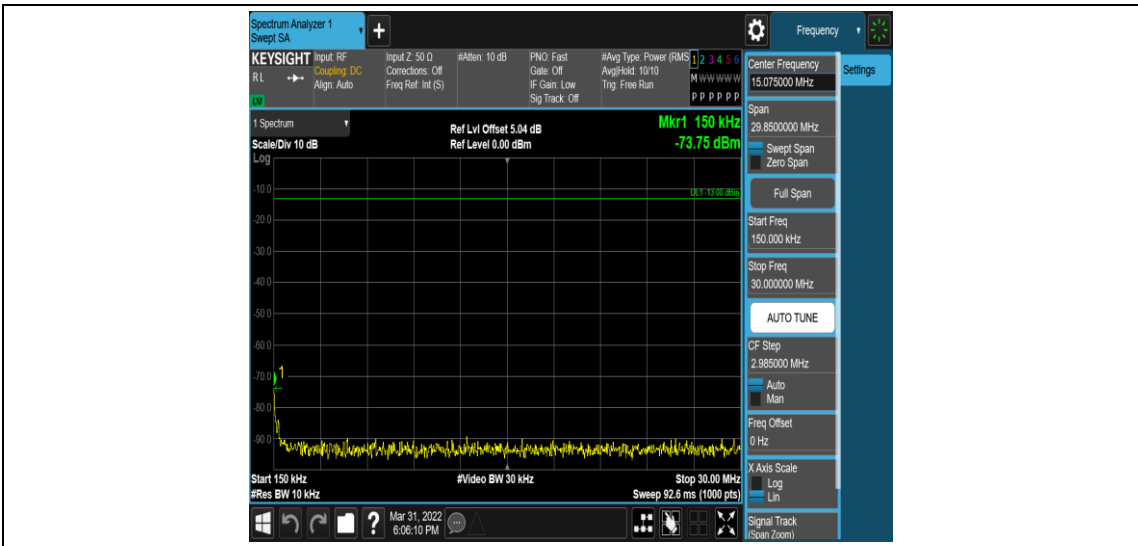 Spectrum Analyzer 1
Swept SA
+
Frequency
KEYSIGHT
RL
LXI
Input: RF
Coupling: DC
Align: Auto
Input Z: 50 Ω
Corrections: Off
Freq Ref: Int (S)
#Atten: 10 dB
PNO: Fast
Gate: Off
IF Gain: Low
Sig Track: Off
#Avg Type: Power (RMS
Avg|Hold: 10/10
Trig: Free Run
1 2 3 4 5 6
M W W W W W
P P P P P P
Center Frequency
15.075000 MHz
Settings
Span
29.8500000 MHz
Swept Span
Zero Span
Full Span
Start Freq
150.000 kHz
Stop Freq
30.000000 MHz
AUTO TUNE
CF Step
2.985000 MHz
Auto
Man
Freq Offset
0 Hz
X Axis Scale
Log
Lin
Signal Track
(Span Zoom)
1 Spectrum
Scale/Div 10 dB
Log
Ref Lvl Offset 5.04 dB
Ref Level 0.00 dBm
Mkr1 150 kHz
-73.75 dBm
DL1 -13.00 dBm
-10.0
-20.0
-30.0
-40.0
-50.0
-60.0
-70.0
1
-80.0
-90.0
Start 150 kHz
#Video BW 30 kHz
Stop 30.00 MHz
#Res BW 10 kHz
Sweep 92.6 ms (1000 pts)
?
Mar 31, 2022
6:06:10 PM